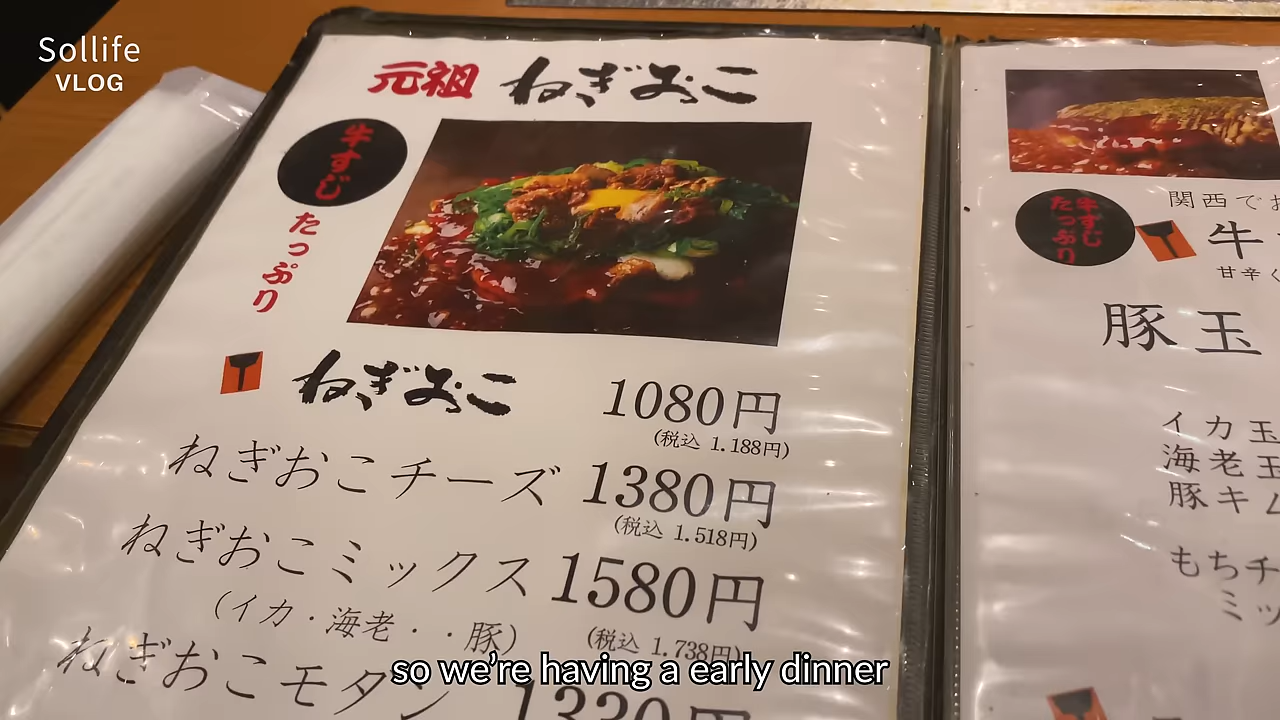 Sollife
VLOG
元祖 ねぎおこ
牛すじ
たっぷり
ねぎおこ 1080円
(税込 1.188円)
ねぎおこチーズ 1380円
(税込 1.518円)
ねぎおこミックス 1580円
(イカ・海老・・豚)
(税込 1.738円)
ねぎおこモダン 1330円
関西でお
牛すじ
たっぷり
牛
甘辛く
豚玉
イカ玉
海老玉
豚キム
もちチ
ミッ
so we're having a early dinner